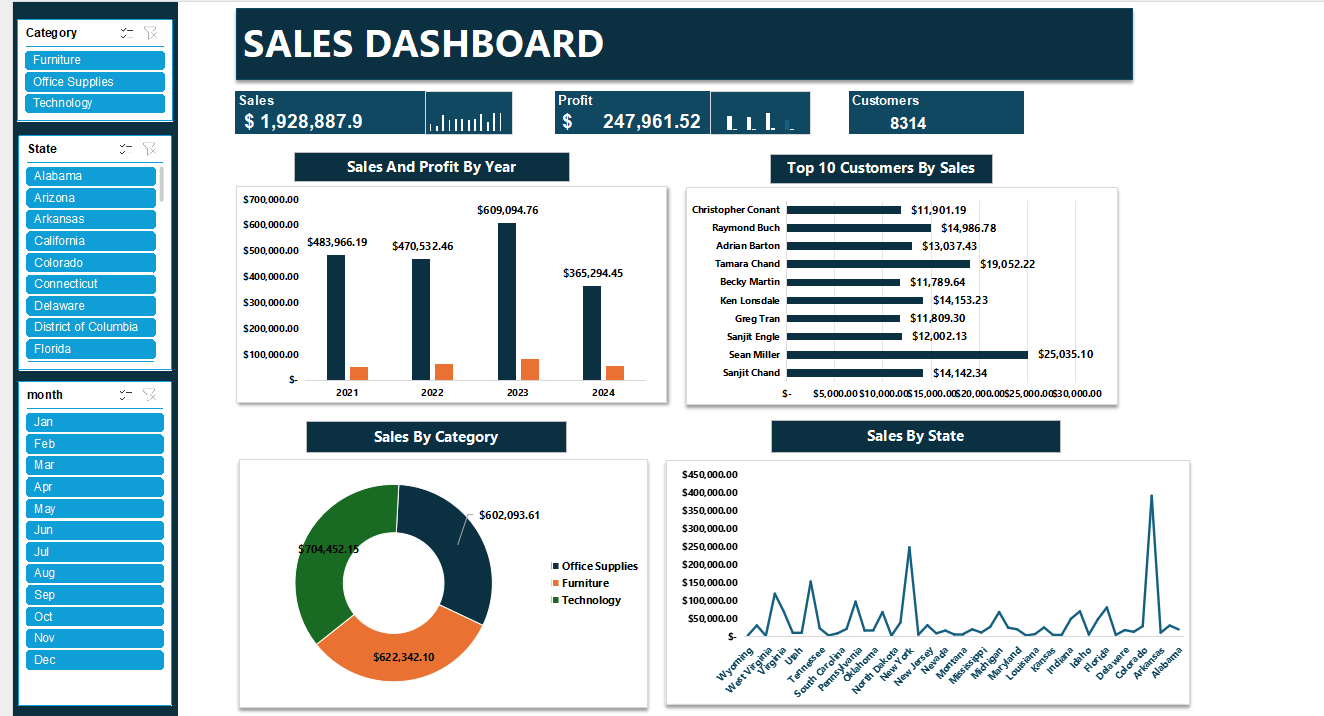 SALES DASHBOARD
Category
Furniture
Office Supplies
Technology
State
Alabama
Arizona
Arkansas
California
Colorado
Connecticut
Delaware
District of Columbia
Florida
month
Jan
Feb
Mar
Apr
May
Jun
Jul
Aug
Sep
Oct
Nov
Dec
Sales
$ 1,928,887.9
Profit
$ 247,961.52
Customers
8314
Sales And Profit By Year
$700,000.00
$600,000.00
$500,000.00
$400,000.00
$300,000.00
$200,000.00
$100,000.00
$-
$483,966.19
$470,532.46
$609,094.76
$365,294.45
2021 2022 2023 2024
Top 10 Customers By Sales
Christopher Conant $11,901.19
Raymond Buch $14,986.78
Adrian Barton $13,037.43
Tamara Chand $19,052.22
Becky Martin $11,789.64
Ken Lonsdale $14,153.23
Greg Tran $11,809.30
Sanjit Engle $12,002.13
Sean Miller $25,035.10
Sanjit Chand $14,142.34
$- $5,000.00 $10,000.00 $15,000.00 $20,000.00 $25,000.00 $30,000.00
Sales By Category
$602,093.61
$704,452.15
$622,342.10
Office Supplies
Furniture
Technology
Sales By State
$450,000.00
$400,000.00
$350,000.00
$300,000.00
$250,000.00
$200,000.00
$150,000.00
$100,000.00
$50,000.00
$-
Wyoming
West Virginia
Virginia
Utah
Tennessee
South Carolina
Pennsylvania
Oklahoma
North Dakota
New York
New Jersey
Nevada
Montana
Mississippi
Michigan
Maryland
Louisiana
Kansas
Indiana
Idaho
Florida
Delaware
Colorado
Arkansas
Alabama